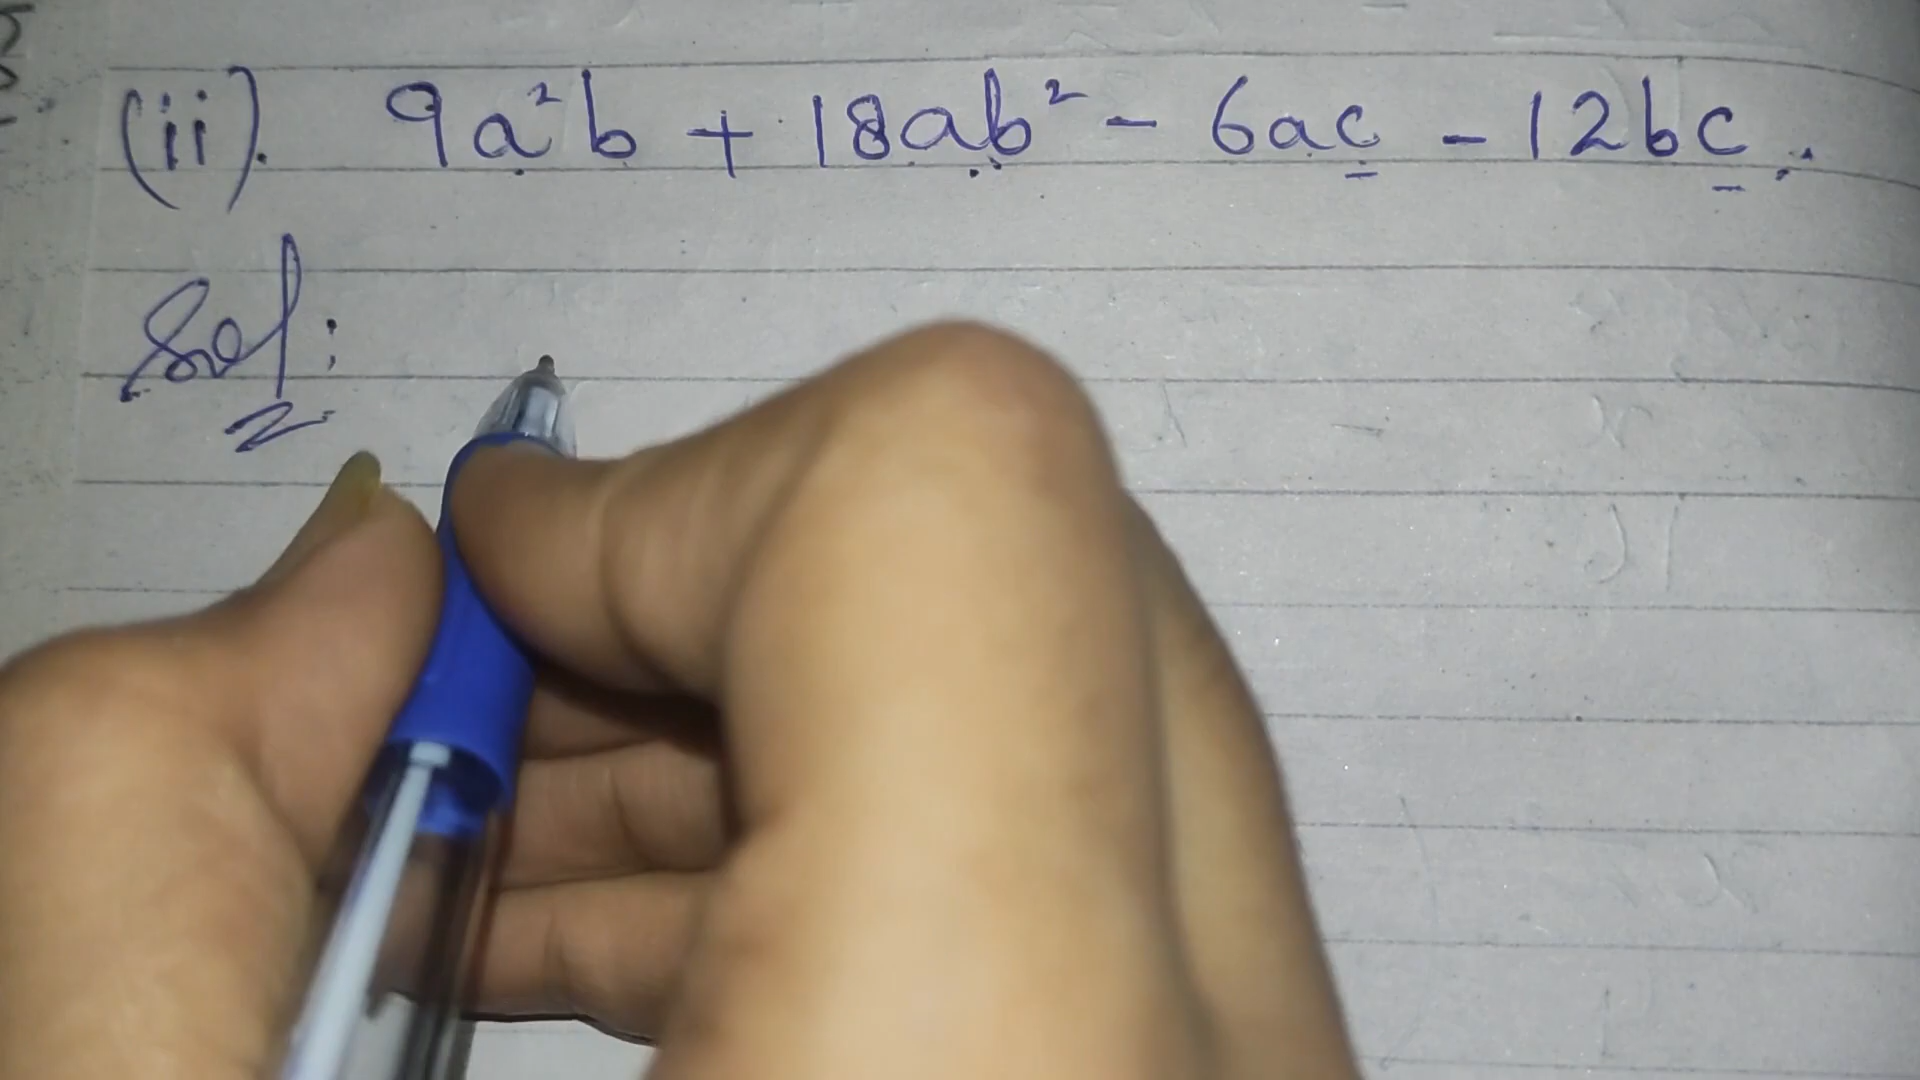 (ii). 9a²b + 18ab² - 6ac - 12bc.
Sol: